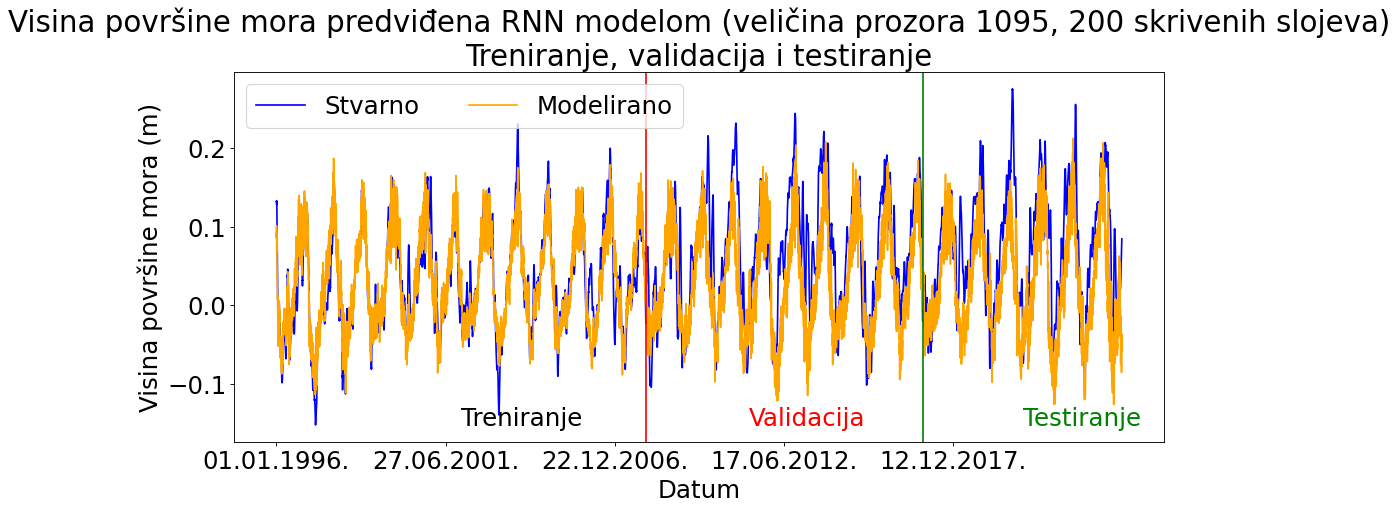 Visina površine mora predviđena RNN modelom (veličina prozora 1095, 200 skrivenih slojeva)
Treniranje, validacija i testiranje
Stvarno
Modelirano
Visina površine mora (m)
0.2
0.1
0.0
−0.1
Treniranje
Validacija
Testiranje
01.01.1996.
27.06.2001.
22.12.2006.
17.06.2012.
12.12.2017.
Datum